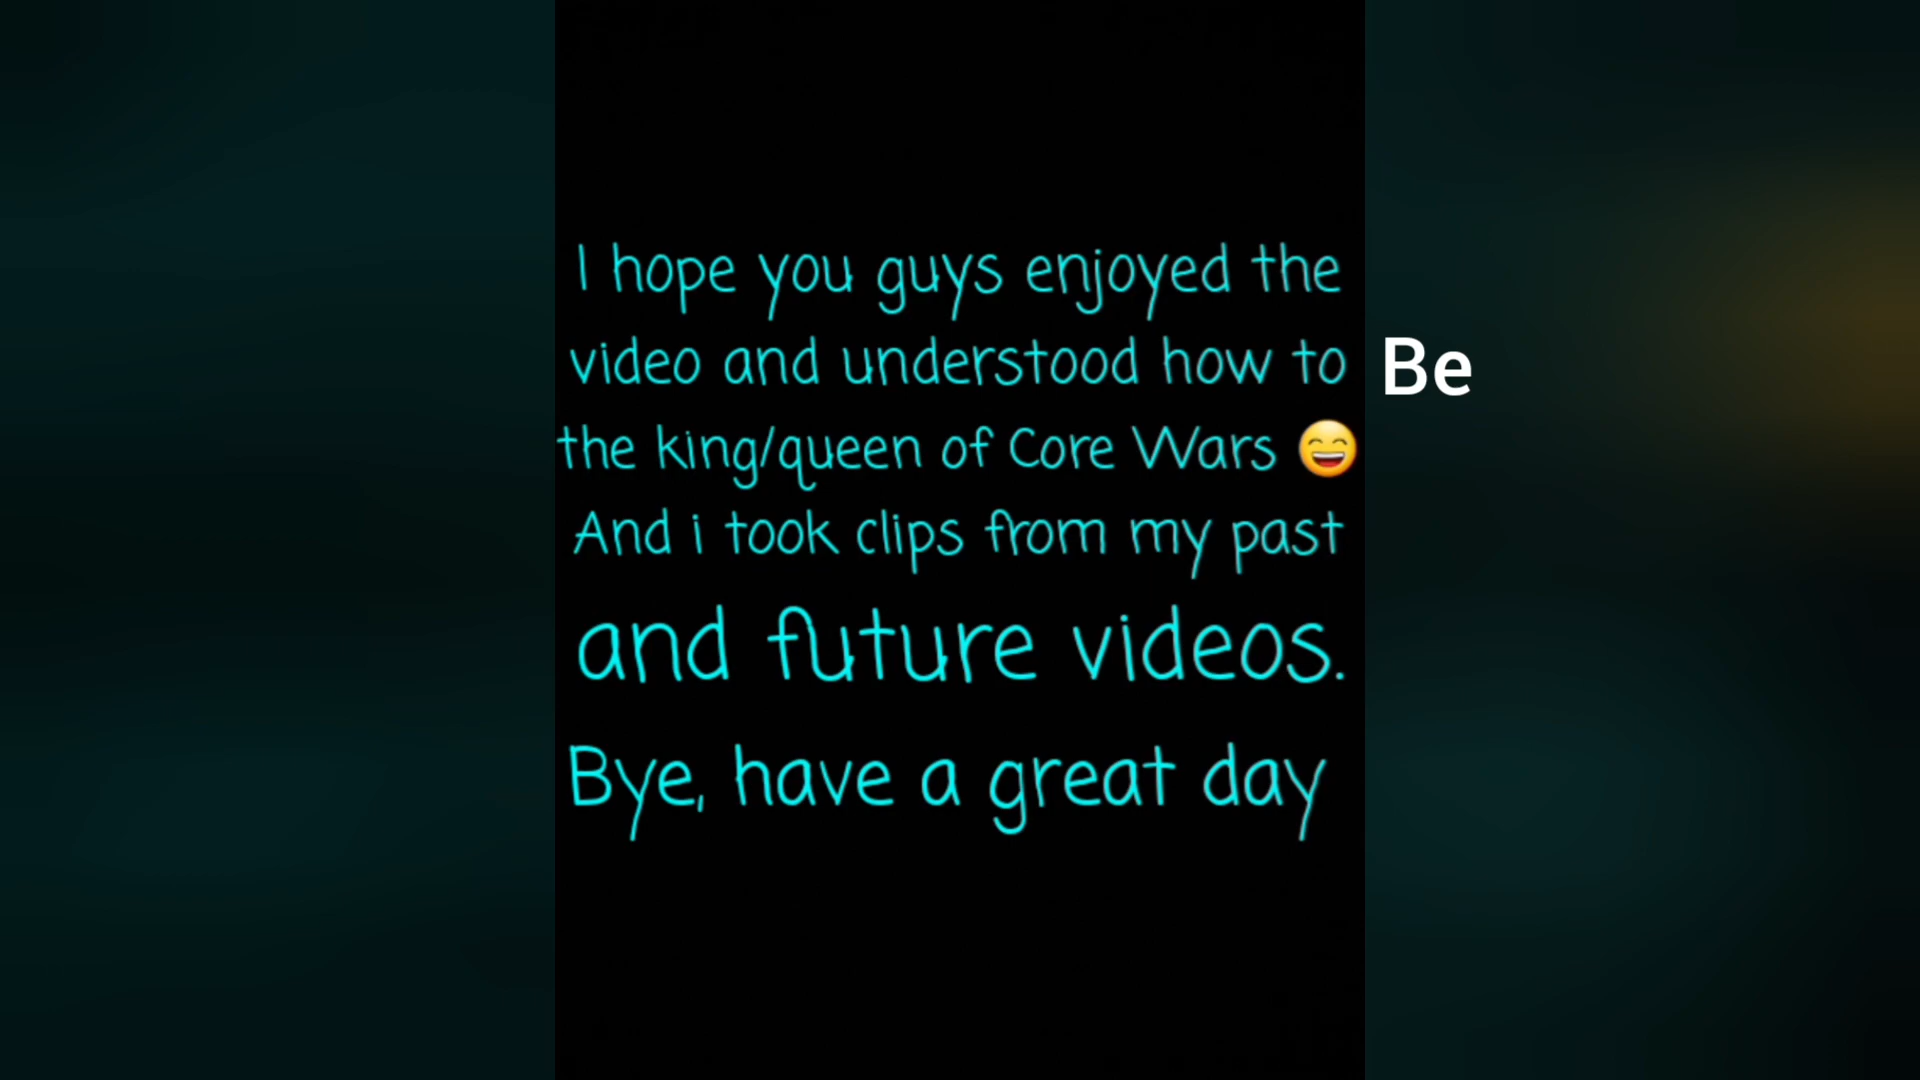 I hope you guys enjoyed the
video and understood how to Be
the king/queen of Core Wars 😄
And i took clips from my past
and future videos.
Bye, have a great day